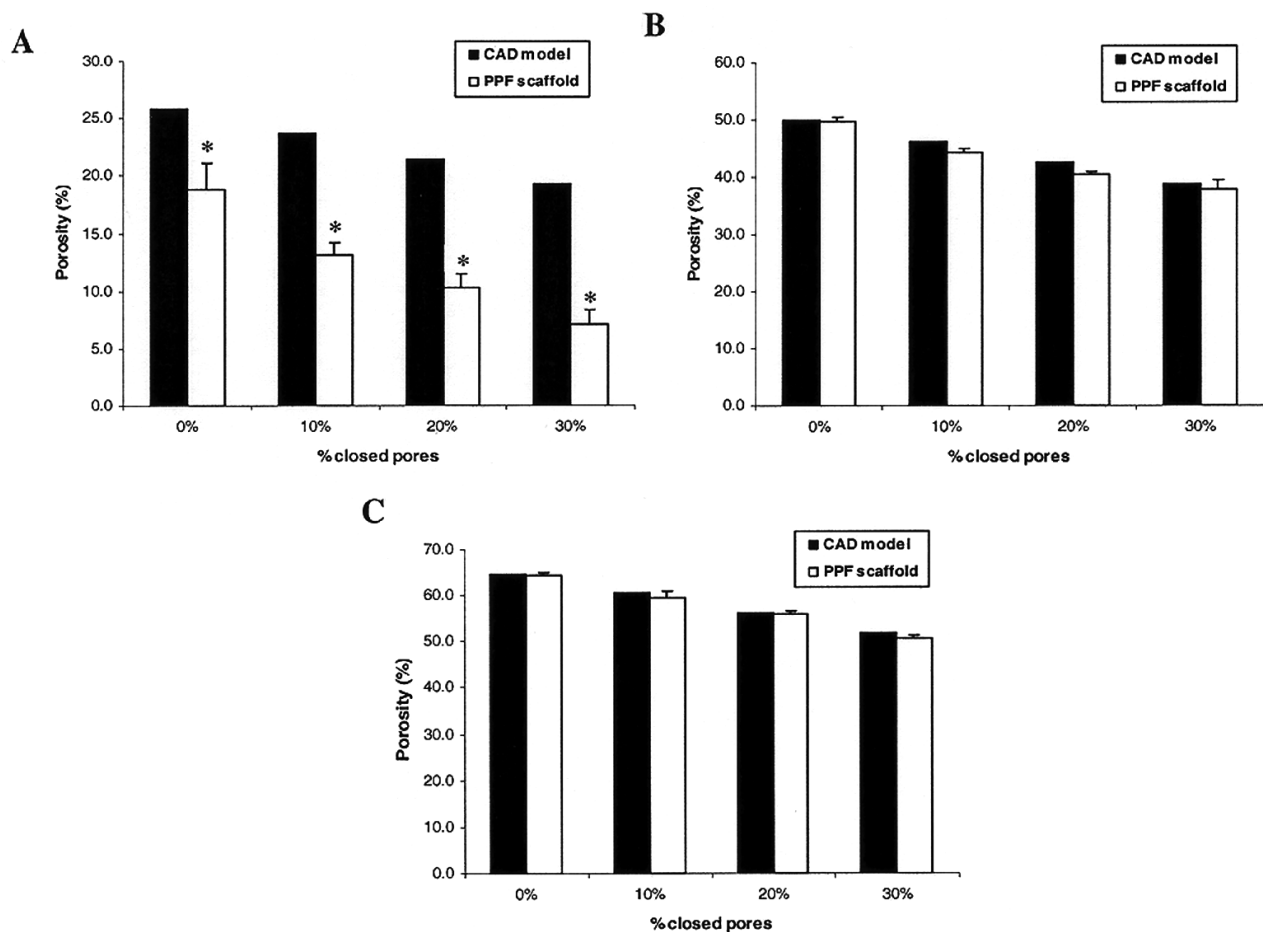 A
CAD model
PPF scaffold
30.0
25.0
20.0
15.0
10.0
5.0
0.0
Porosity (%)
*
*
*
*
0% 10% 20% 30%
% closed pores
B
CAD model
PPF scaffold
60.0
50.0
40.0
30.0
20.0
10.0
0.0
Porosity (%)
0% 10% 20% 30%
% closed pores
C
CAD model
PPF scaffold
70.0
60.0
50.0
40.0
30.0
20.0
10.0
0.0
Porosity (%)
0% 10% 20% 30%
% closed pores